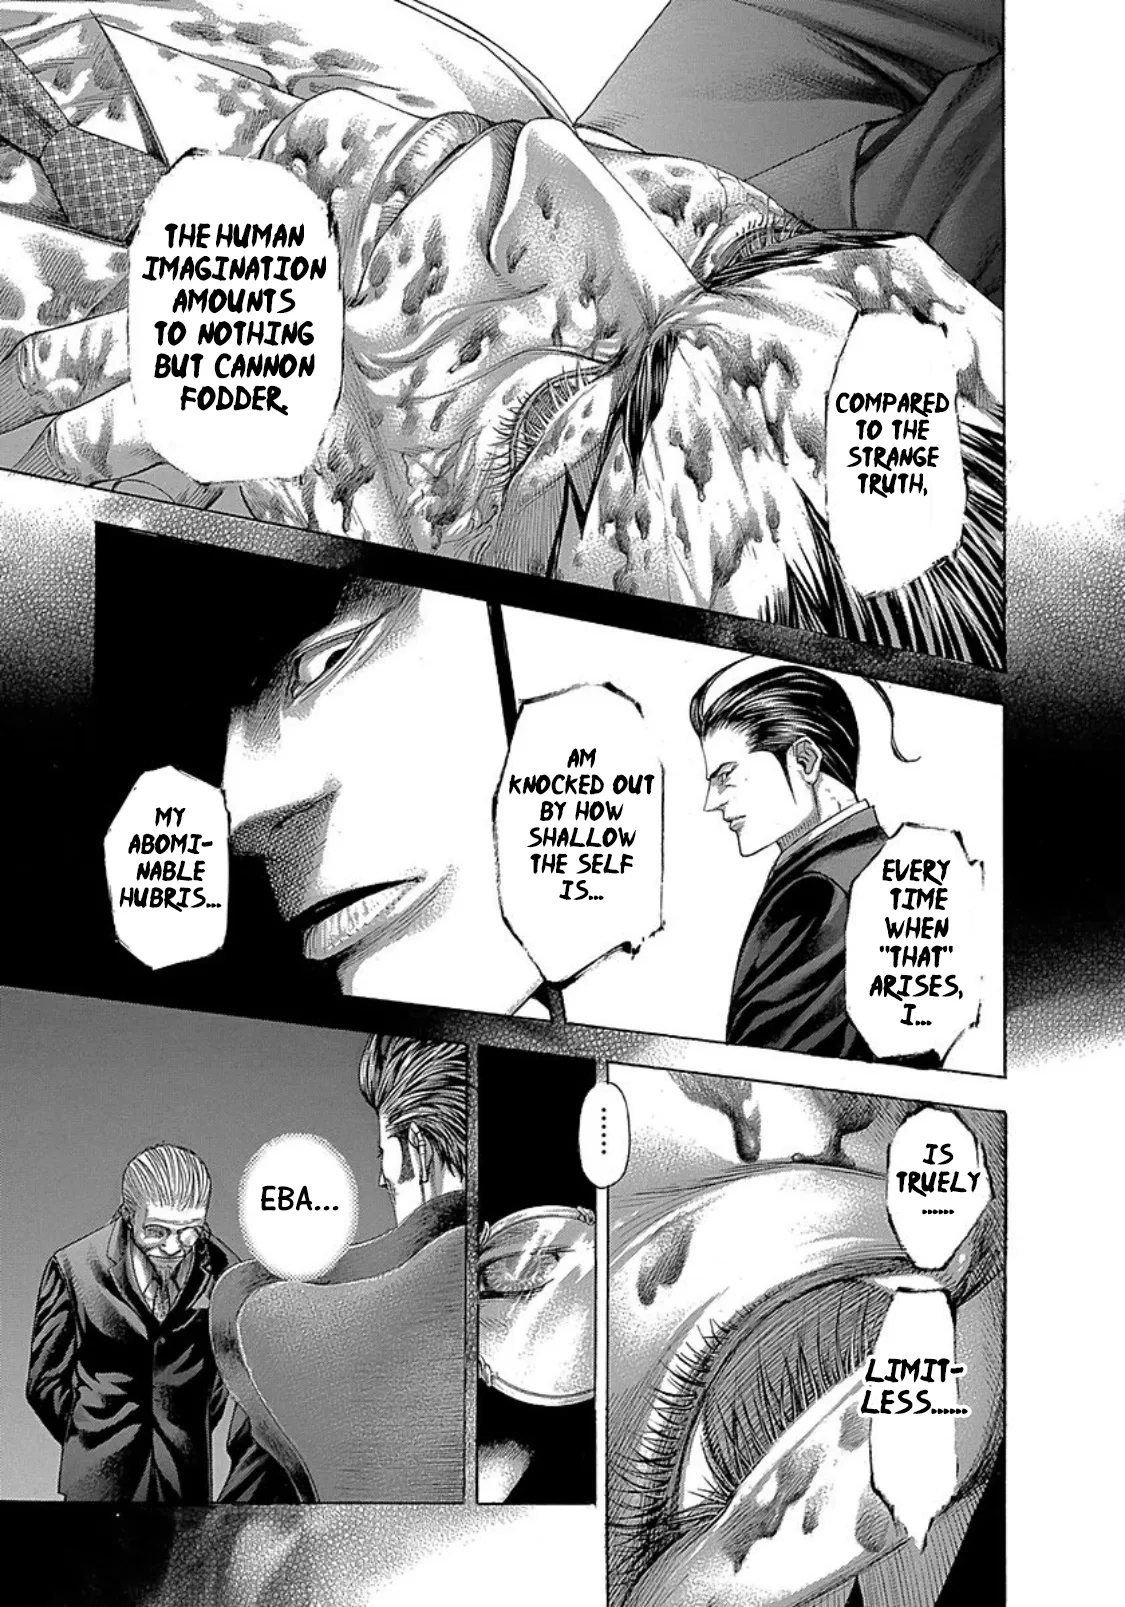 COMPARED
TO THE
STRANGE
TRUTH,
THE HUMAN
IMAGINATION
AMOUNTS
TO NOTHING
BUT CANNON
FODDER.
EVERY
TIME
WHEN
"THAT"
ARISES,
I...
AM
KNOCKED OUT
BY HOW
SHALLOW
THE SELF
IS...
MY
ABOMI-
NABLE
HUBRIS...
IS
TRUELY
......
LIMIT-
LESS......
......
EBA...